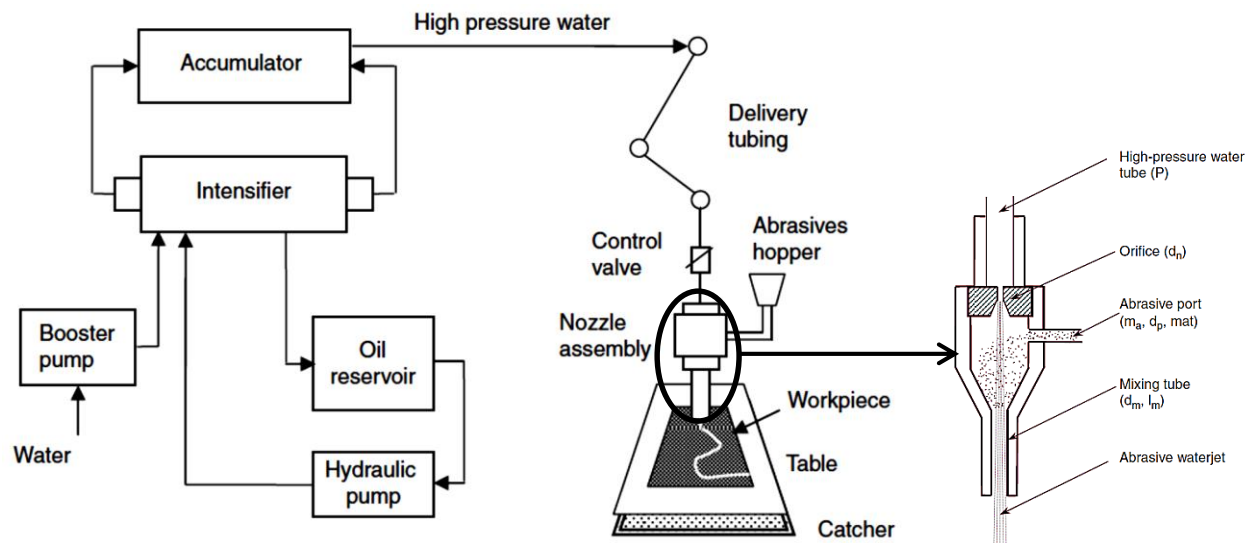 High pressure water
Accumulator
Delivery
tubing
Intensifier
High-pressure water
tube (P)
Control
valve
Abrasives
hopper
Orifice (dₙ)
Booster
pump
Oil
reservoir
Nozzle
assembly
Abrasive port
(mₐ, dₚ, mat)
Workpiece
Mixing tube
(dₘ, lₘ)
Water
Hydraulic
pump
Table
Abrasive waterjet
Catcher